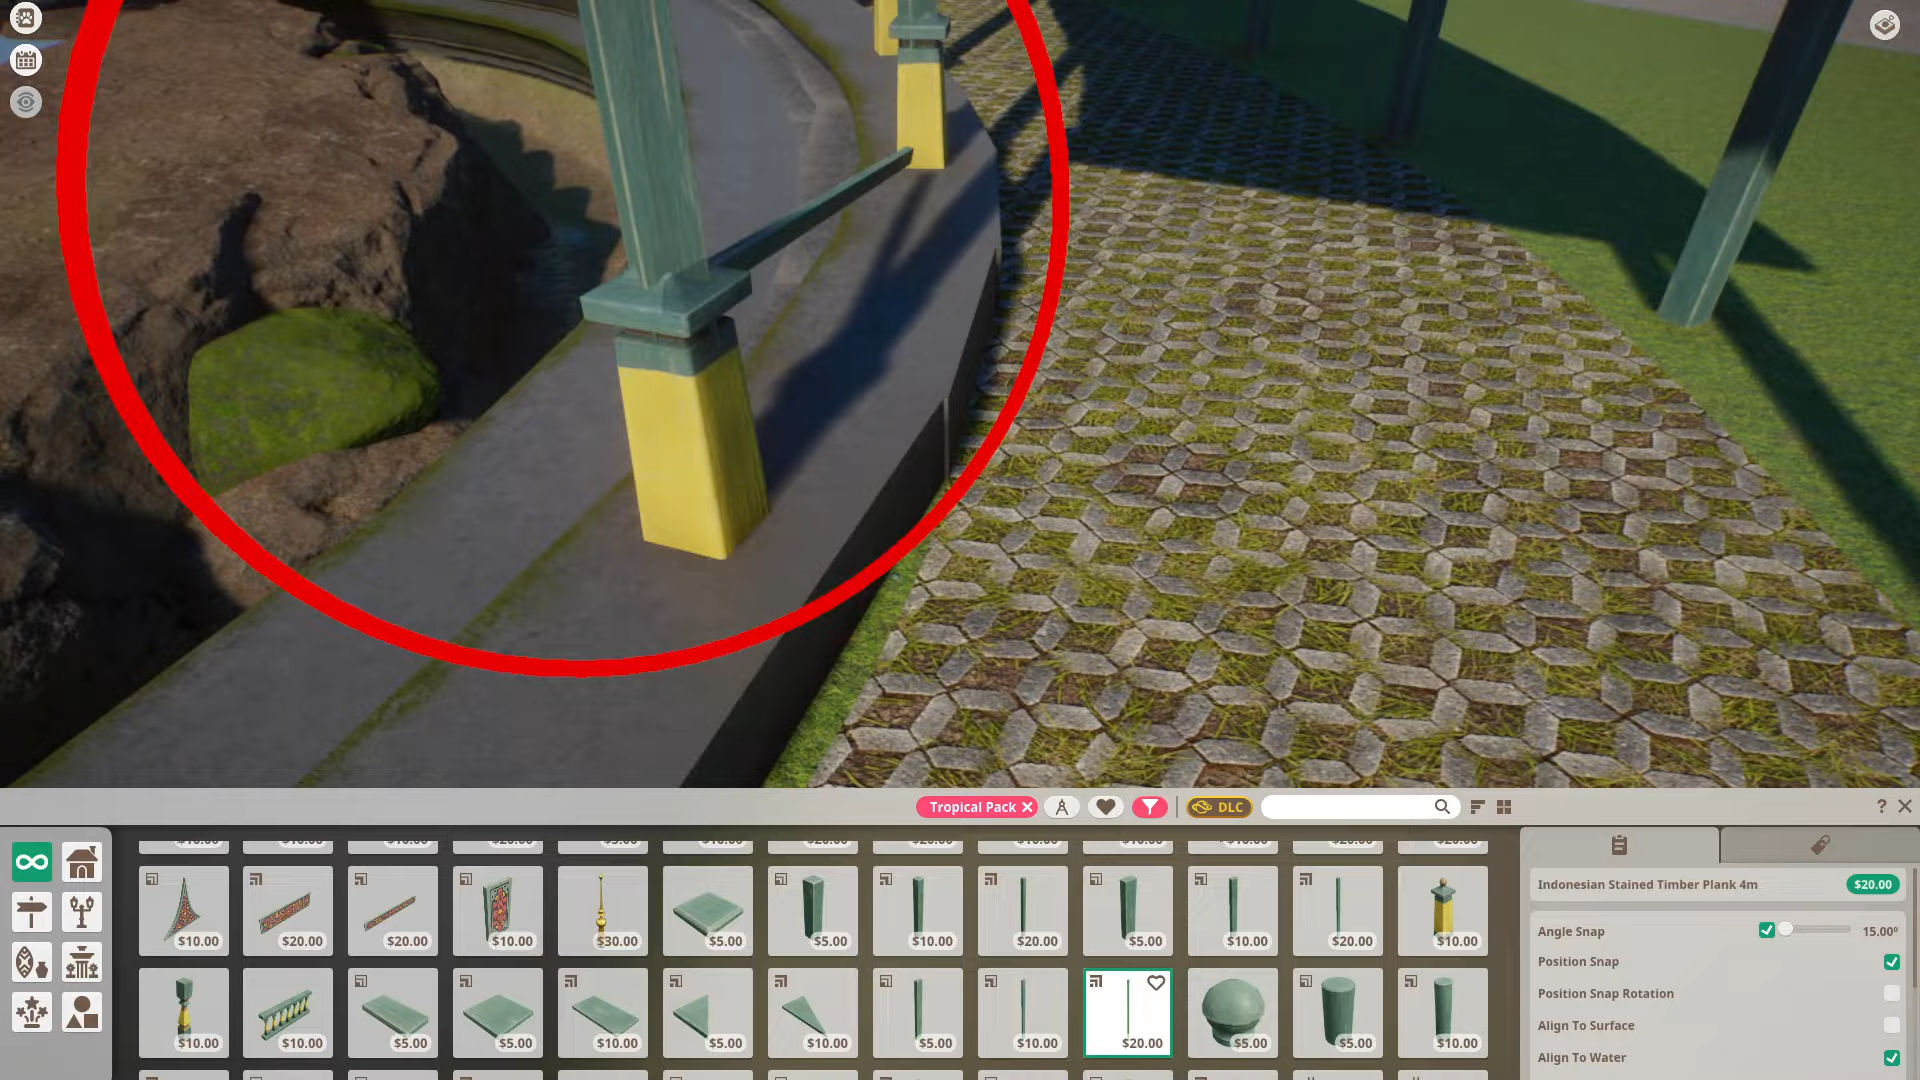 Tropical Pack
DLC
$10.00 $20.00 $20.00 $10.00 $30.00 $5.00 $5.00 $10.00 $20.00 $5.00 $10.00 $20.00 $10.00
$10.00 $10.00 $5.00 $5.00 $10.00 $5.00 $10.00 $5.00 $10.00 $20.00 $5.00 $5.00 $10.00
Indonesian Stained Timber Plank 4m $20.00
Angle Snap 15.00°
Position Snap
Position Snap Rotation
Align To Surface
Align To Water